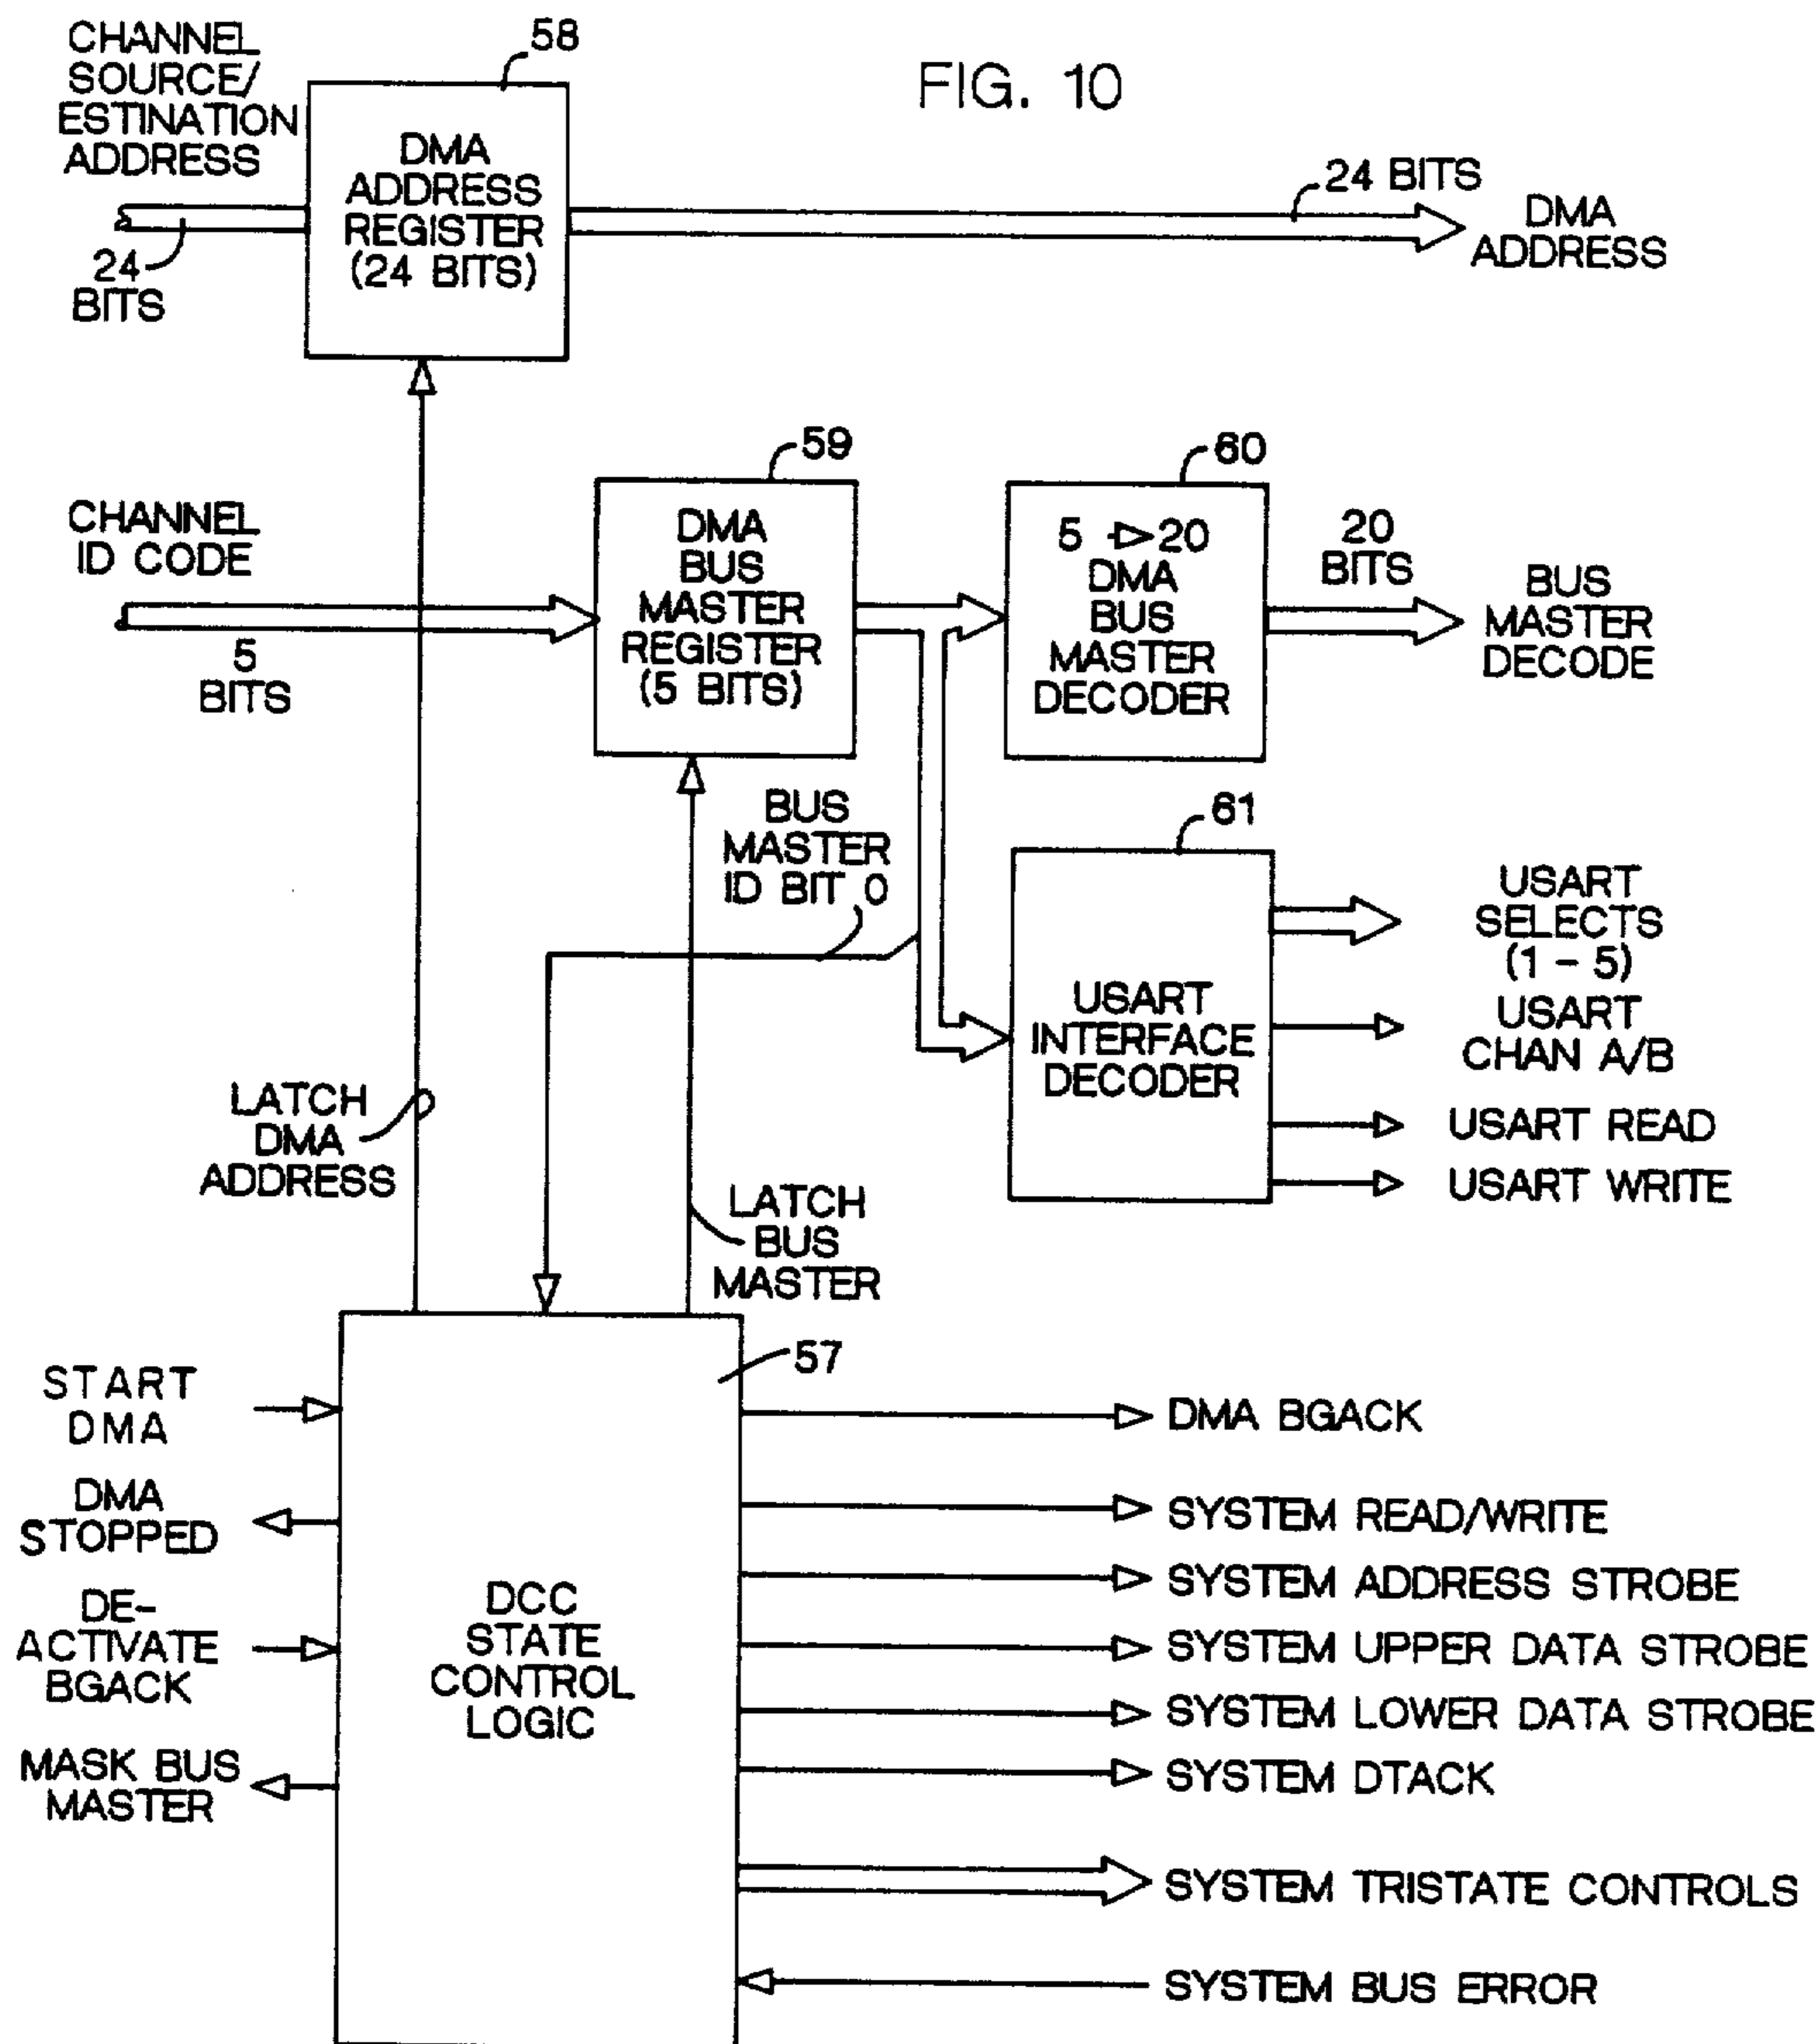 FIG. 10
CHANNEL
SOURCE/
ESTINATION
ADDRESS
24
BITS
58
DMA
ADDRESS
REGISTER
(24 BITS)
24 BITS
DMA
ADDRESS
CHANNEL
ID CODE
5
BITS
59
DMA
BUS
MASTER
REGISTER
(5 BITS)
60
5 → 20
DMA
BUS
MASTER
DECODER
20
BITS
BUS
MASTER
DECODE
BUS
MASTER
ID BIT 0
61
USART
INTERFACE
DECODER
USART
SELECTS
(1 - 5)
USART
CHAN A/B
USART READ
USART WRITE
LATCH
DMA
ADDRESS
LATCH
BUS
MASTER
START
DMA
DMA
STOPPED
DE-
ACTIVATE
BGACK
MASK BUS
MASTER
57
DCC
STATE
CONTROL
LOGIC
DMA BGACK
SYSTEM READ/WRITE
SYSTEM ADDRESS STROBE
SYSTEM UPPER DATA STROBE
SYSTEM LOWER DATA STROBE
SYSTEM DTACK
SYSTEM TRISTATE CONTROLS
SYSTEM BUS ERROR